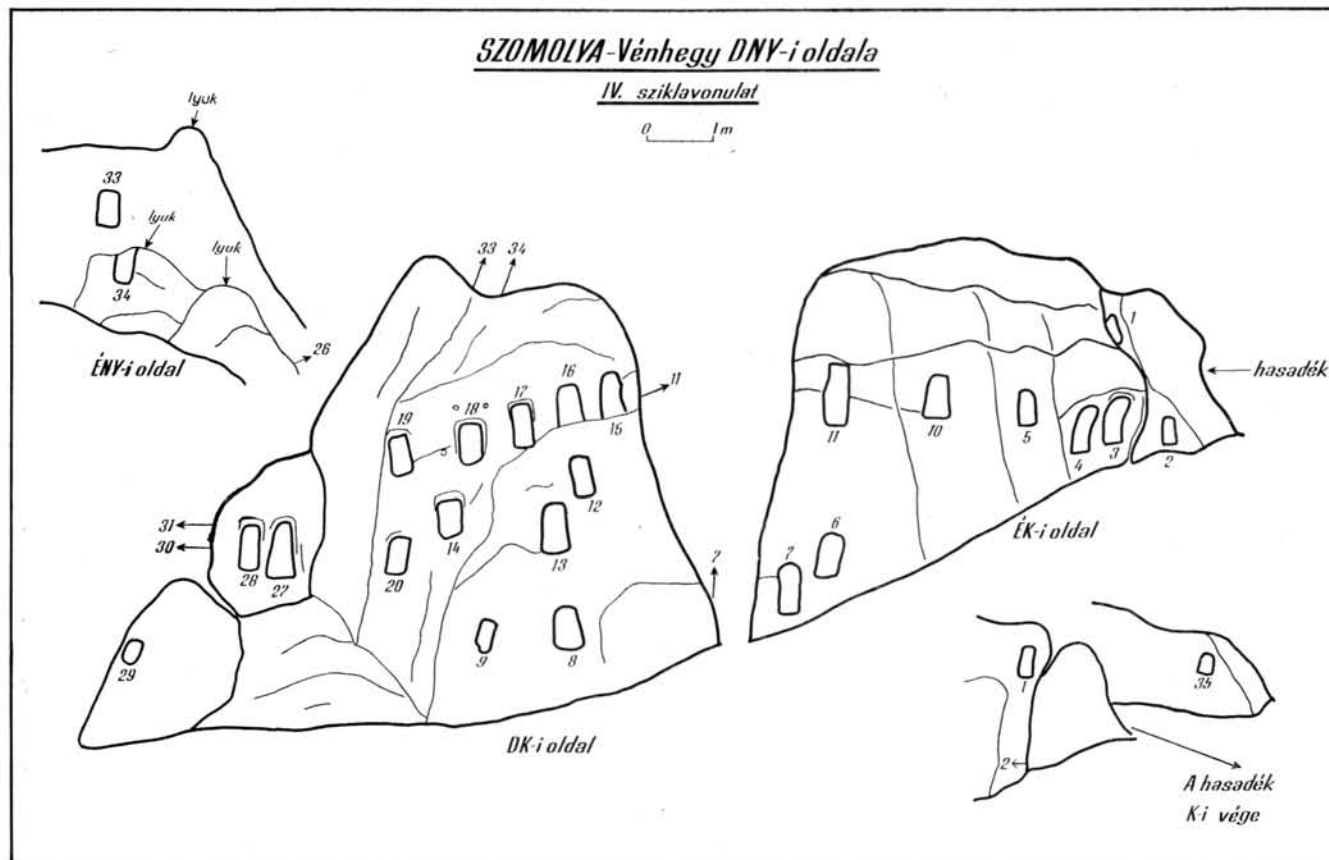 SZOMOLYA-Vénhegy DNY-i oldala
IV. sziklavonulat
0 1m
lyuk
33
lyuk
lyuk
34
26
ÉNY-i oldal
33 34
11
16
17
18
19
15
12
14
13
20
31
30
28 27
9 8
29
7
DK-i oldal
1
hasadék
11 10 5 4 3 2
6
7
ÉK-i oldal
1
35
2
A hasadék
K-i vége